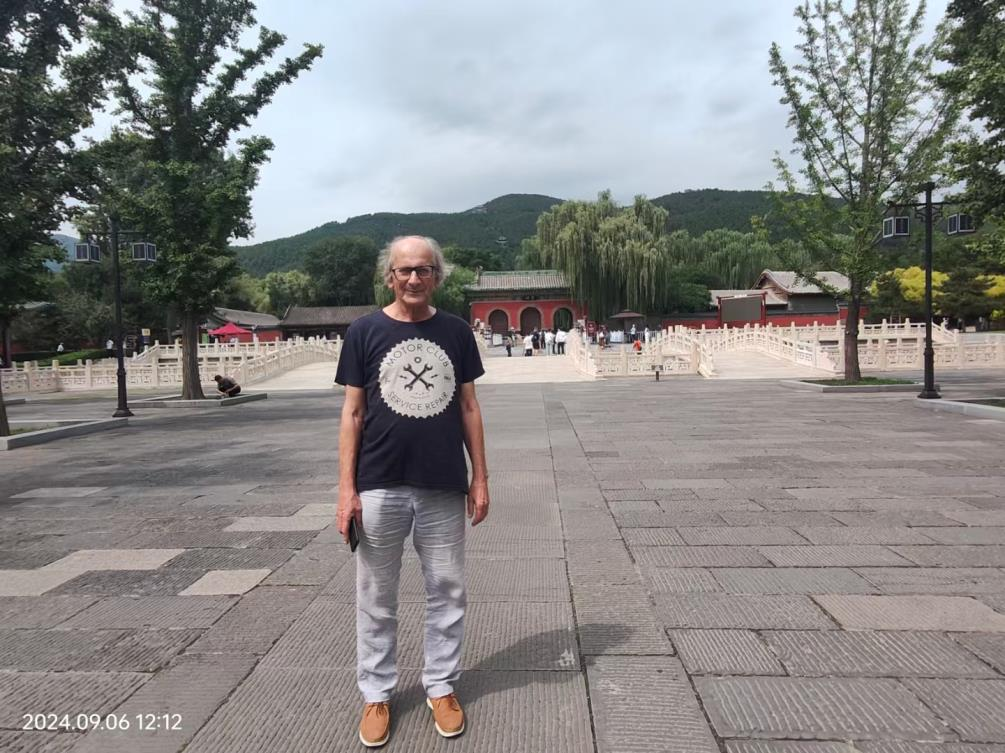 MOTOR CLUB
SERVICE REPAIR
2024.09.06 12:12